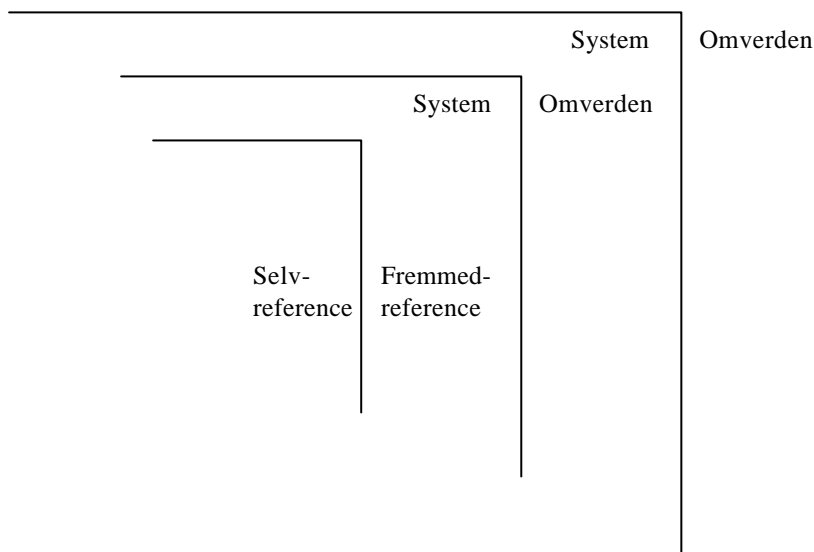 System Omverden
System Omverden
Selv- Fremmed-
reference reference